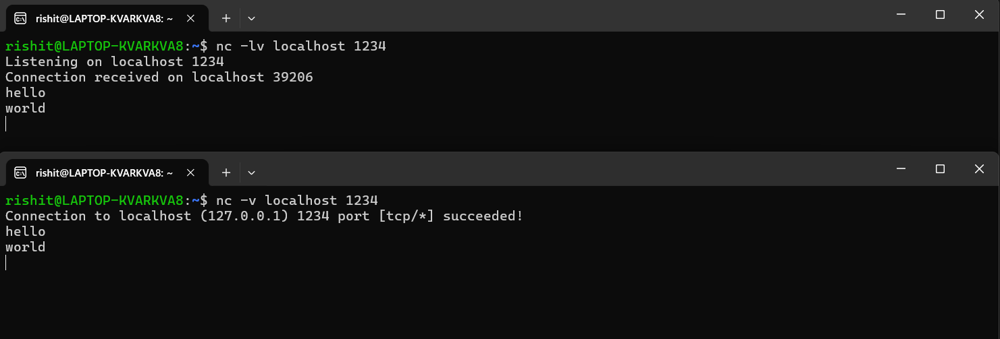 rishit@LAPTOP-KVARKVA8: ~
rishit@LAPTOP-KVARKVA8:~$ nc -lv localhost 1234
Listening on localhost 1234
Connection received on localhost 39206
hello
world
rishit@LAPTOP-KVARKVA8: ~
rishit@LAPTOP-KVARKVA8:~$ nc -v localhost 1234
Connection to localhost (127.0.0.1) 1234 port [tcp/*] succeeded!
hello
world